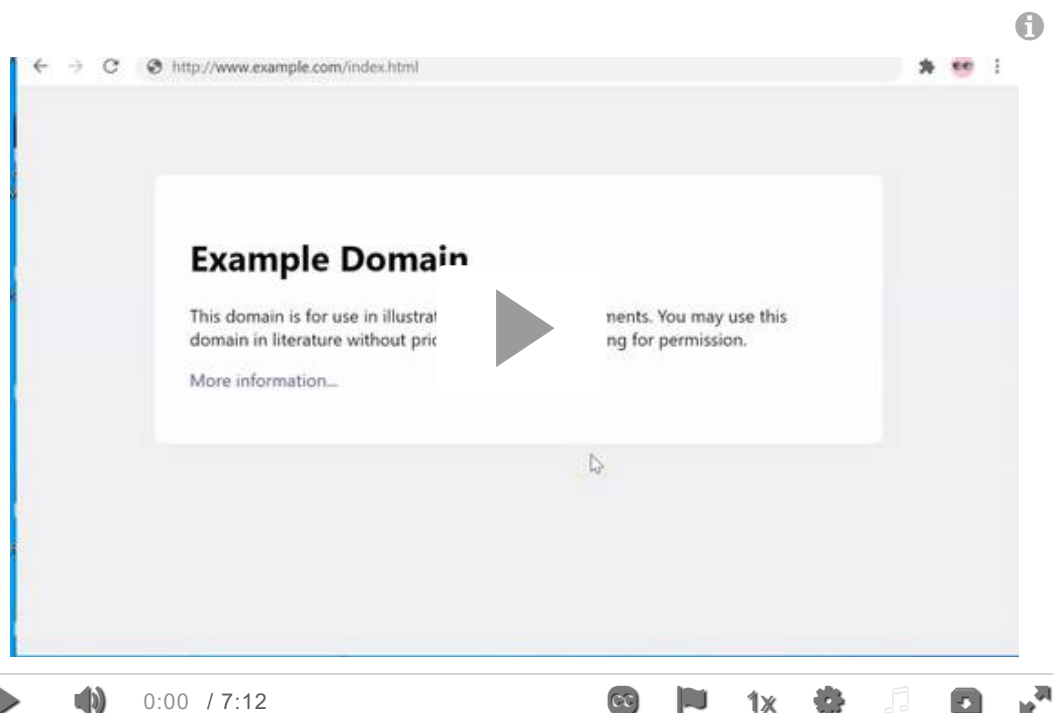 http://www.example.com/index.html
Example Domain
This domain is for use in illustrat ments. You may use this
domain in literature without pric ng for permission.
More information...
0:00 / 7:12
CC
1x